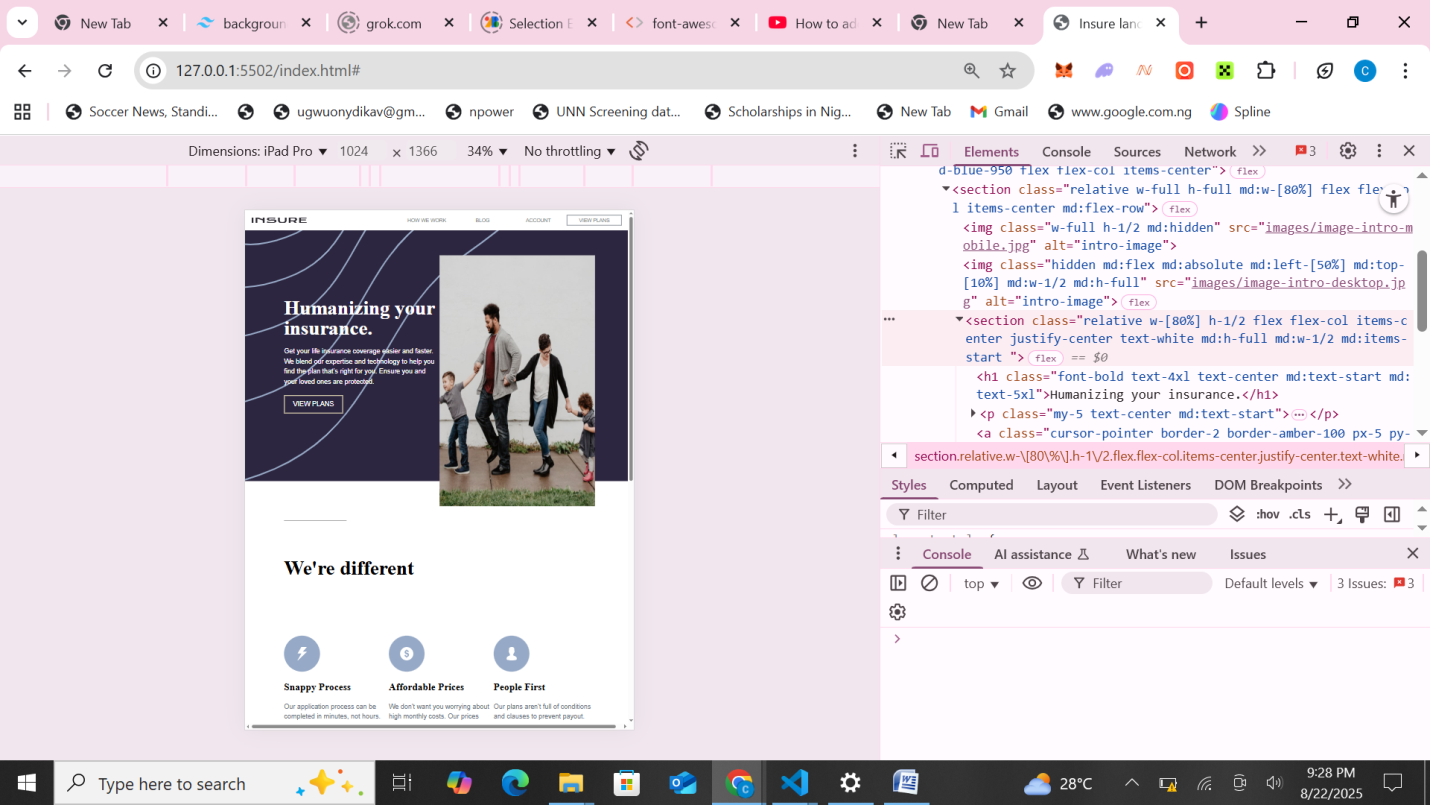 New Tab
backgroun
grok.com
Selection E
font-aweso
How to ad
New Tab
Insure lanc
127.0.0.1:5502/index.html#
C
Soccer News, Standi...
ugwuonydikav@gm...
npower
UNN Screening dat...
Scholarships in Nig...
New Tab
Gmail
www.google.com.ng
Spline
Dimensions: iPad Pro ▼ 1024 × 1366 34% ▼ No throttling ▼
INSURE
HOW WE WORK BLOG ACCOUNT VIEW PLANS
Humanizing your
insurance.
Get your life insurance coverage easier and faster.
We blend our expertise and technology to help you
find the plan that's right for you. Ensure you and
your loved ones are protected.
VIEW PLANS
We're different
Snappy Process
Our application process can be
completed in minutes, not hours.
Affordable Prices
We don't want you worrying about
high monthly costs. Our prices
People First
Our plans aren't full of conditions
and clauses to prevent payout.
Elements Console Sources Network 3
d-blue-950 flex flex-col items-center"> flex
<section class="relative w-full h-full md:w-[80%] flex
l items-center md:flex-row"> flex
<img class="w-full h-1/2 md:hidden" src="images/image-intro-m
obile.jpg" alt="intro-image">
<img class="hidden md:flex md:absolute md:left-[50%] md:top-
[10%] md:w-1/2 md:h-full" src="images/image-intro-desktop.jp
g" alt="intro-image"> flex
<section class="relative w-[80%] h-1/2 flex flex-col items-c
enter justify-center text-white md:h-full md:w-1/2 md:items-
start "> flex == $0
<h1 class="font-bold text-4xl text-center md:text-start md:
text-5xl">Humanizing your insurance.</h1>
<p class="my-5 text-center md:text-start">…</p>
<a class="cursor-pointer border-2 border-amber-100 px-5 py-
section.relative.w-\[80\%\].h-1\/2.flex.flex-col.items-center.justify-center.text-white.
Styles Computed Layout Event Listeners DOM Breakpoints
Filter :hov .cls
Console AI assistance What's new Issues
top ▼ Filter Default levels ▼ 3 Issues: 3
Type here to search
28°C
9:28 PM
8/22/2025